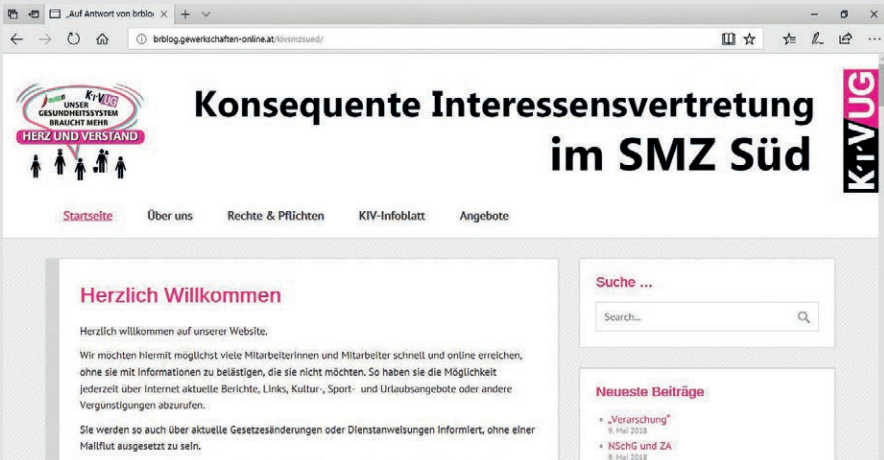 „Auf Antwort von brblo
brblog.gewerkschaften-online.at/kivsmzsued/
KIVUG
UNSER
GESUNDHEITSSYSTEM
BRAUCHT MEHR
HERZ UND VERSTAND
Konsequente Interessensvertretung
im SMZ Süd
KIVUG
Startseite Über uns Rechte & Pflichten KIV-Infoblatt Angebote
Herzlich Willkommen
Herzlich willkommen auf unserer Website.
Wir möchten hiermit möglichst viele Mitarbeiterinnen und Mitarbeiter schnell und online erreichen,
ohne sie mit Informationen zu belästigen, die sie nicht möchten. So haben sie die Möglichkeit
jederzeit über Internet aktuelle Berichte, Links, Kultur-, Sport- und Urlaubsangebote oder andere
Vergünstigungen abzurufen.
Sie werden so auch über aktuelle Gesetzesänderungen oder Dienstanweisungen informiert, ohne einer
Mailflut ausgesetzt zu sein.
Suche ...
Search...
Neueste Beiträge
„Verarschung“
9. Mai 2018
NSchG und ZA
9. Mai 2018